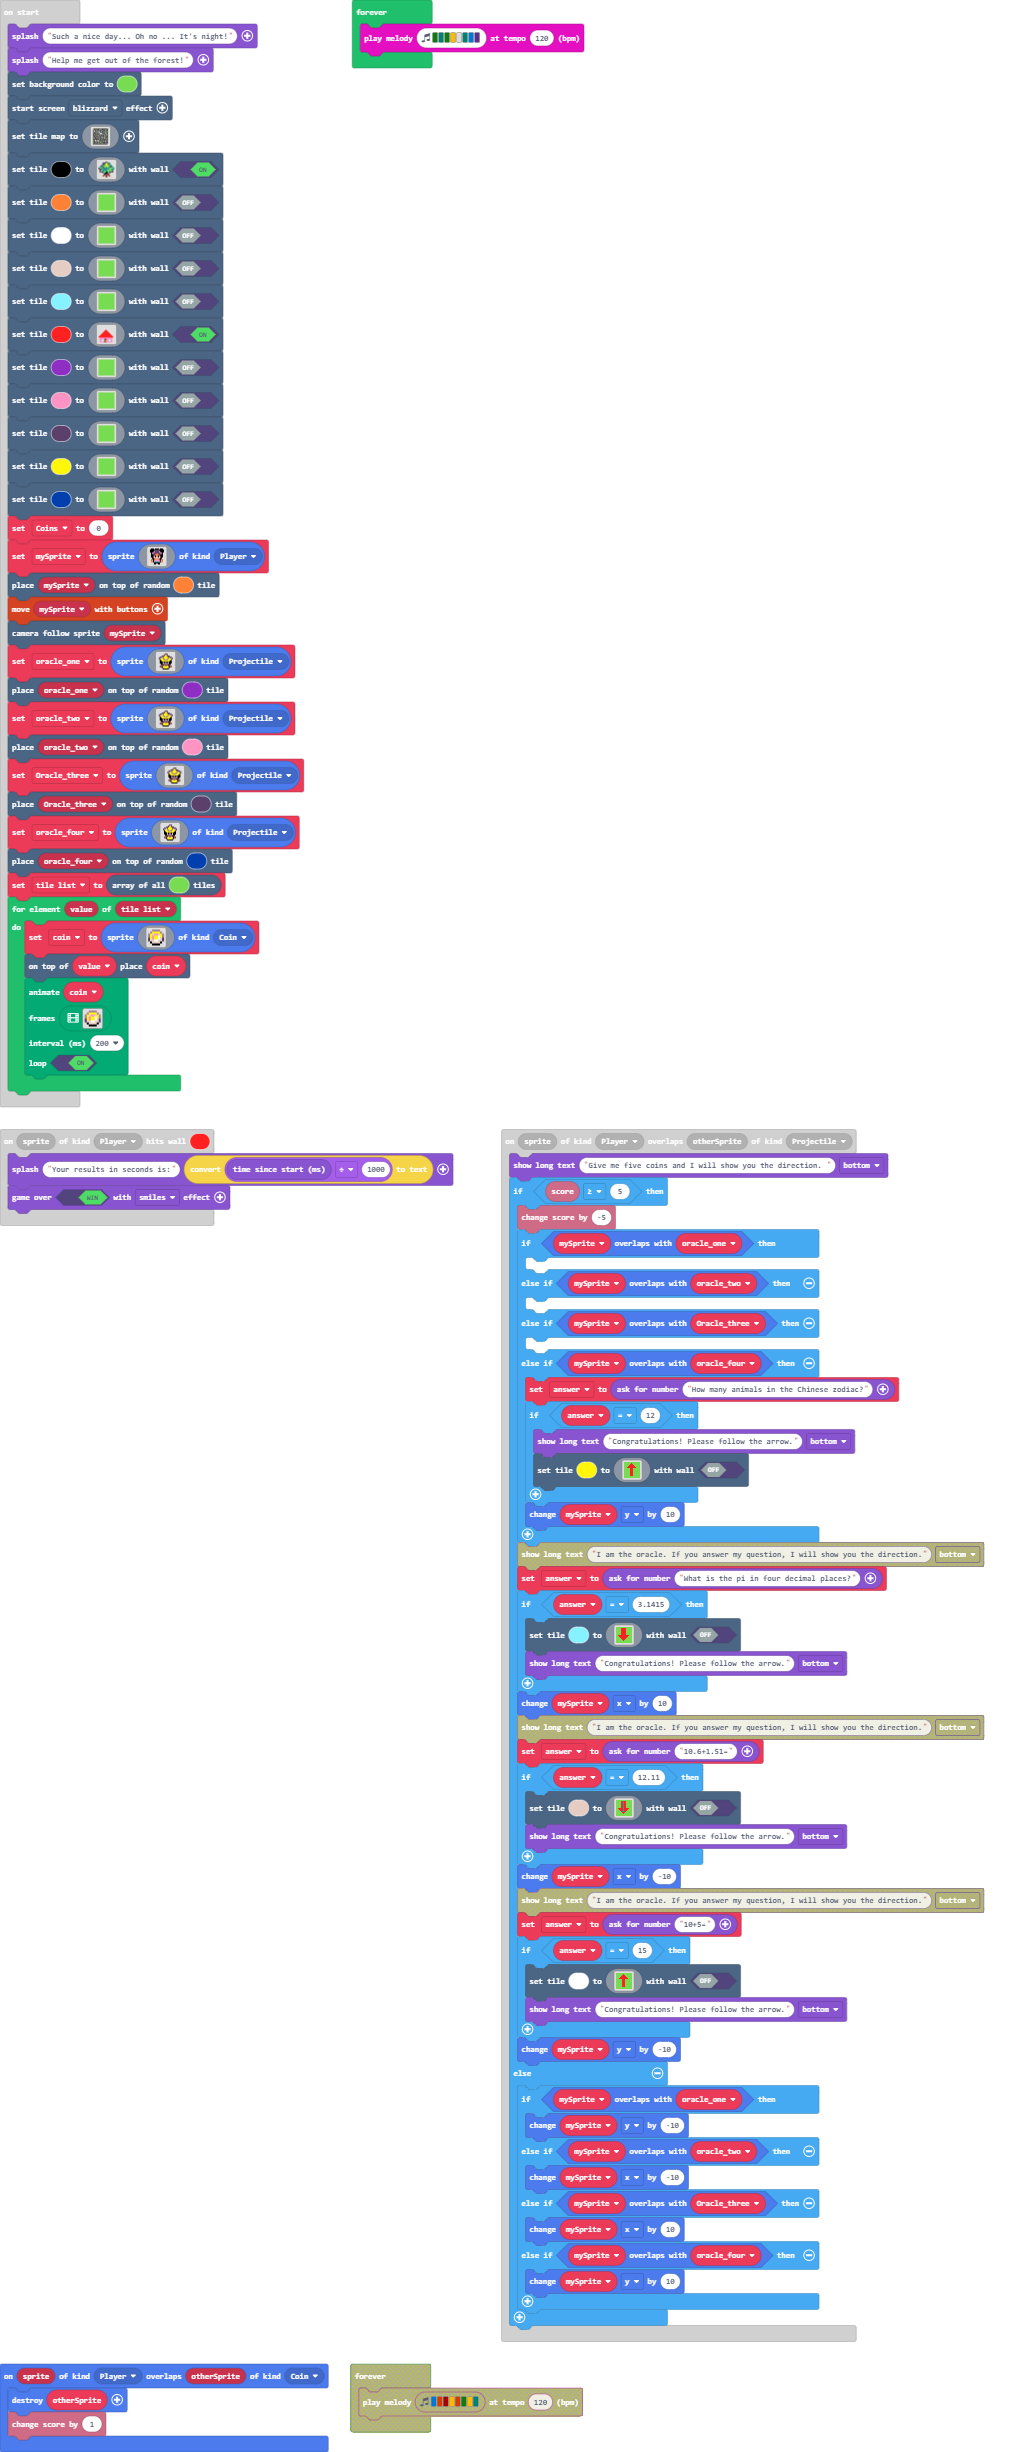 on start
splash "Such a nice day... Oh no ... It's night!"
splash "Help me get out of the forest!"
set background color to
start screen blizzard effect
set tile map to
set tile to with wall ON
set tile to with wall OFF
set tile to with wall OFF
set tile to with wall OFF
set tile to with wall OFF
set tile to with wall ON
set tile to with wall OFF
set tile to with wall OFF
set tile to with wall OFF
set tile to with wall OFF
set tile to with wall OFF
set Coins to 0
set mySprite to sprite of kind Player
place mySprite on top of random tile
move mySprite with buttons
camera follow sprite mySprite
set oracle_one to sprite of kind Projectile
place oracle_one on top of random tile
set oracle_two to sprite of kind Projectile
place oracle_two on top of random tile
set Oracle_three to sprite of kind Projectile
place Oracle_three on top of random tile
set oracle_four to sprite of kind Projectile
place oracle_four on top of random tile
set tile list to array of all tiles
for element value of tile list
do
set coin to sprite of kind Coin
on top of value place coin
animate coin
frames
interval (ms) 200
loop ON
forever
play melody at tempo 120 (bpm)
on sprite of kind Player hits wall
splash "Your results in seconds is:" convert time since start (ms) ÷ 1000 to text
game over WIN with smiles effect
on sprite of kind Player overlaps otherSprite of kind Projectile
show long text "Give me five coins and I will show you the direction. " bottom
if score ≥ 5 then
change score by -5
if mySprite overlaps with oracle_one then
else if mySprite overlaps with oracle_two then
else if mySprite overlaps with Oracle_three then
else if mySprite overlaps with oracle_four then
set answer to ask for number "How many animals in the Chinese zodiac?"
if answer = 12 then
show long text "Congratulations! Please follow the arrow." bottom
set tile to with wall OFF
change mySprite y by 10
show long text "I am the oracle. If you answer my question, I will show you the direction." bottom
set answer to ask for number "What is the pi in four decimal places?"
if answer = 3.1415 then
set tile to with wall OFF
show long text "Congratulations! Please follow the arrow." bottom
change mySprite x by 10
show long text "I am the oracle. If you answer my question, I will show you the direction." bottom
set answer to ask for number "10.6+1.51="
if answer = 12.11 then
set tile to with wall OFF
show long text "Congratulations! Please follow the arrow." bottom
change mySprite x by -10
show long text "I am the oracle. If you answer my question, I will show you the direction." bottom
set answer to ask for number "10+5="
if answer = 15 then
set tile to with wall OFF
show long text "Congratulations! Please follow the arrow." bottom
change mySprite y by -10
else
if mySprite overlaps with oracle_one then
change mySprite y by -10
else if mySprite overlaps with oracle_two then
change mySprite x by -10
else if mySprite overlaps with Oracle_three then
change mySprite x by 10
else if mySprite overlaps with oracle_four then
change mySprite y by 10
on sprite of kind Player overlaps otherSprite of kind Coin
destroy otherSprite
change score by 1
forever
play melody at tempo 120 (bpm)